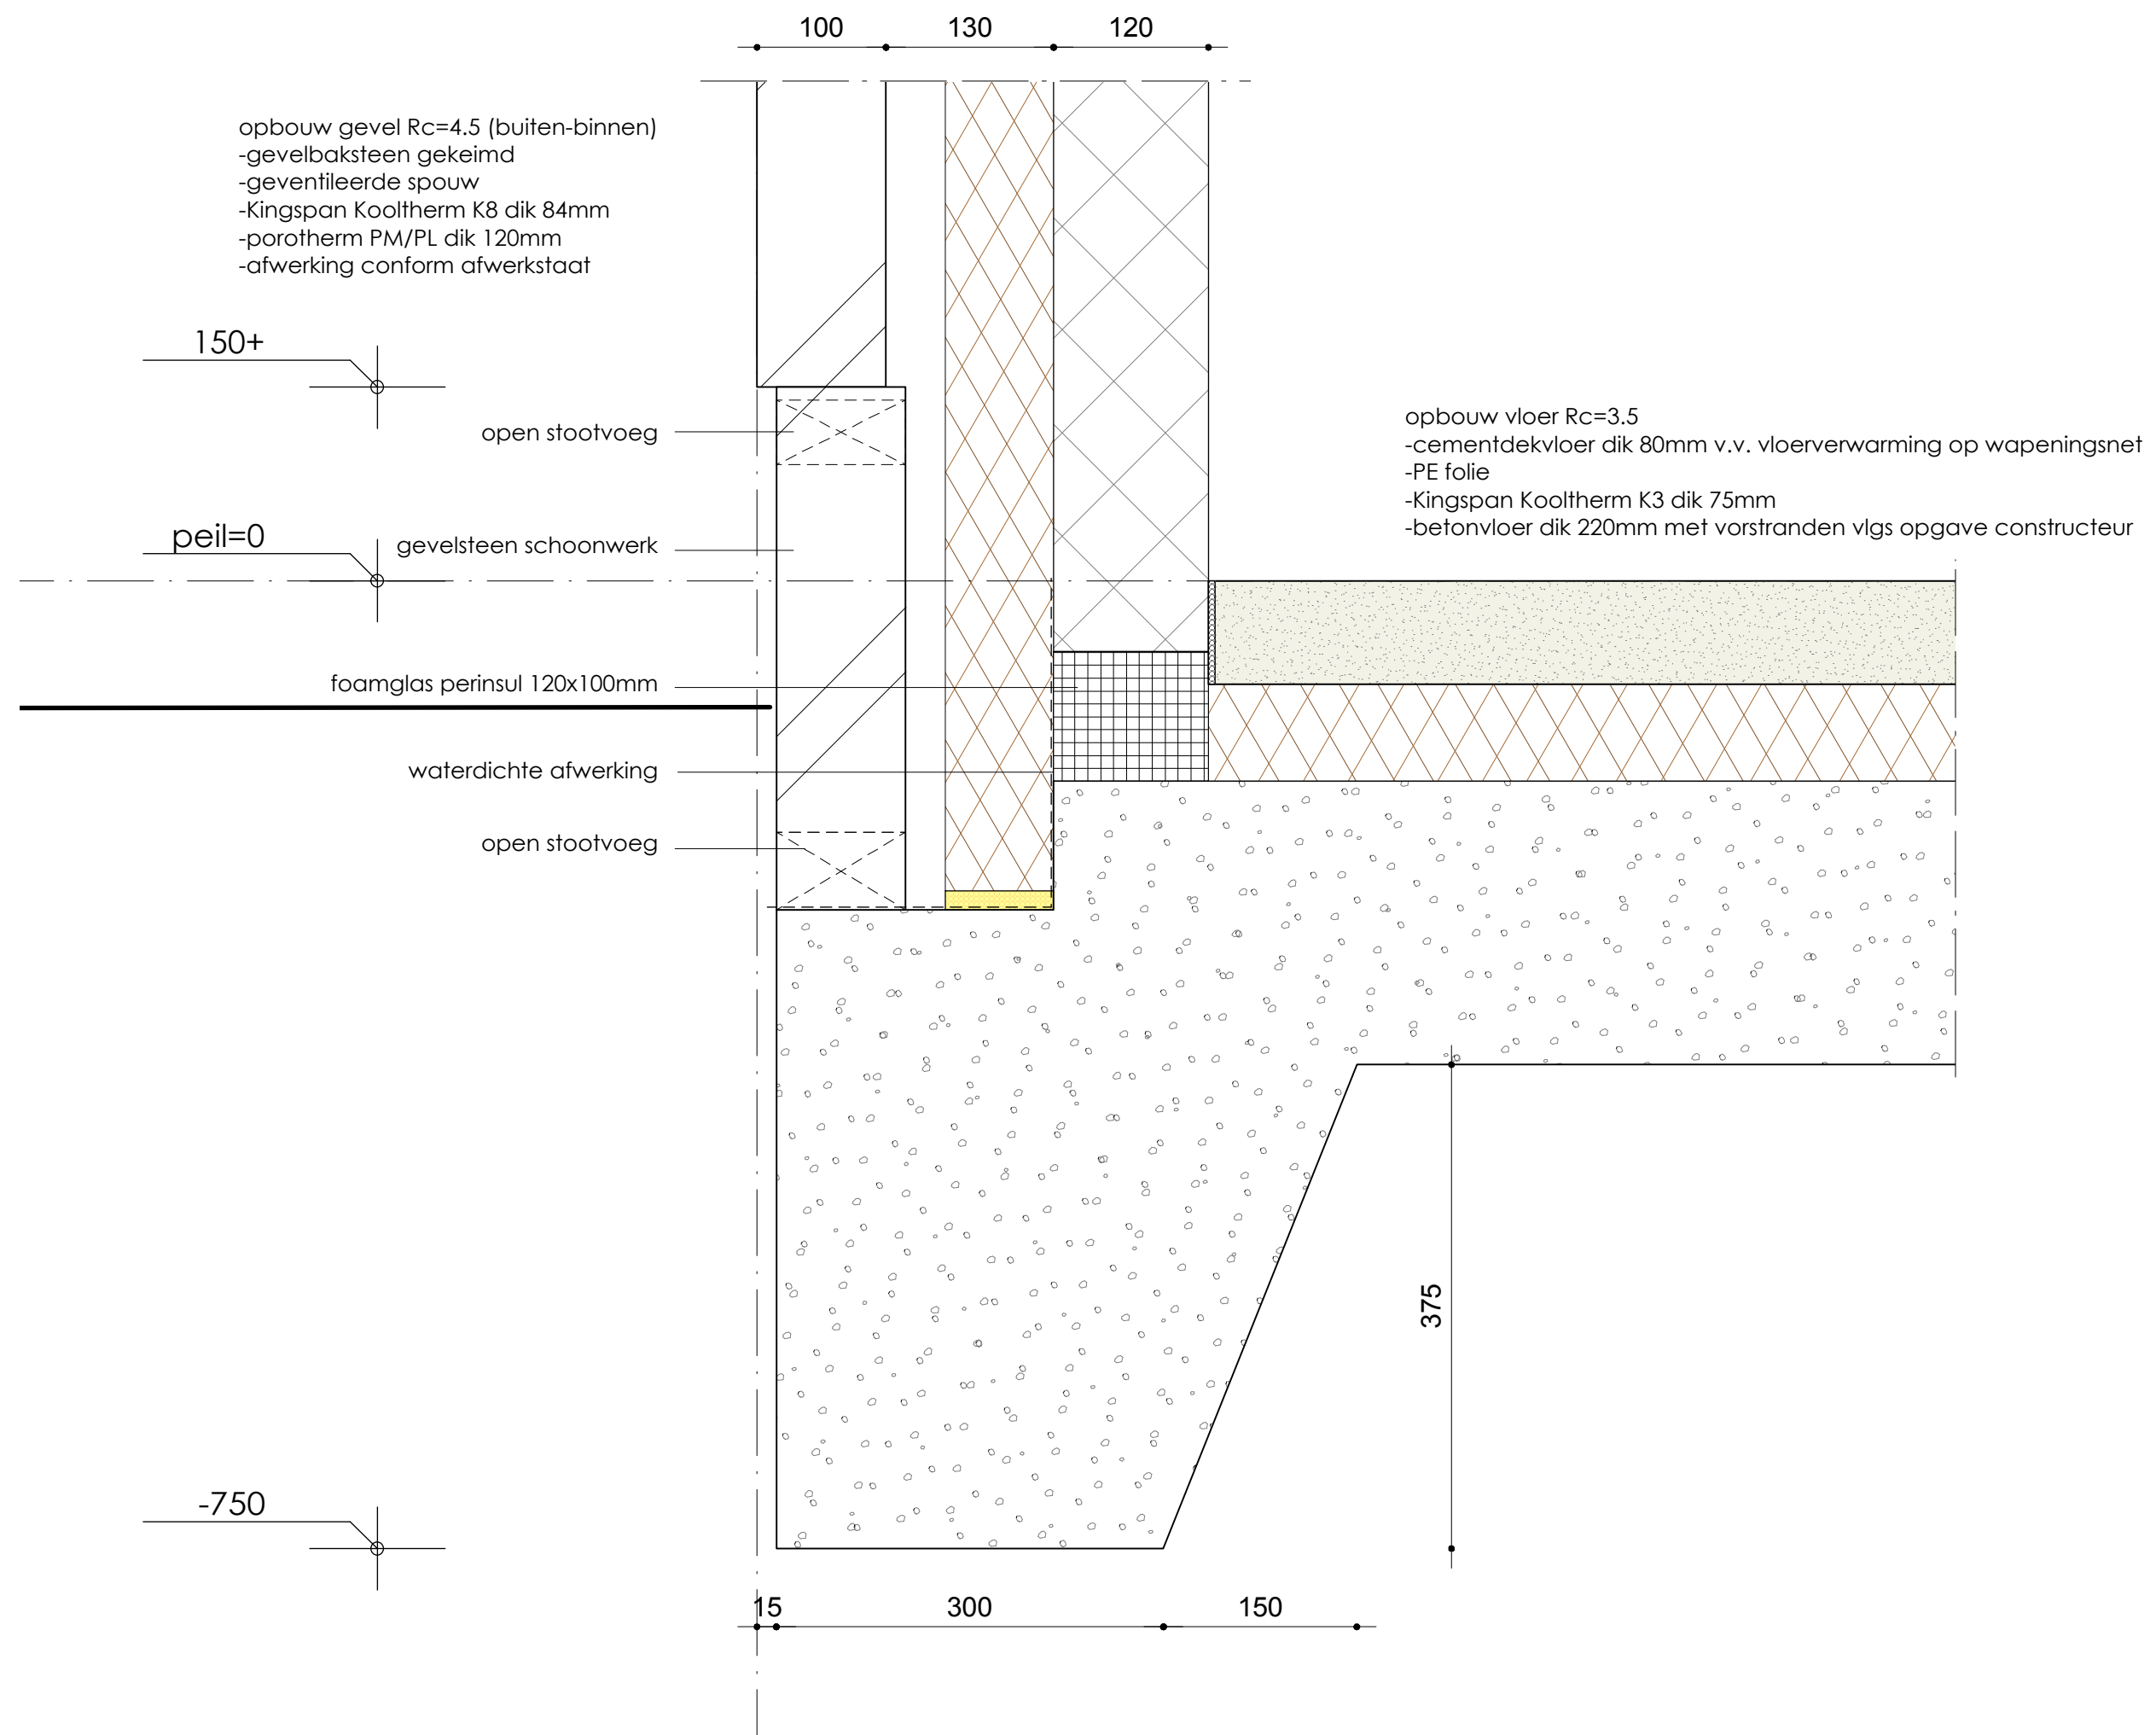 100 130 120
opbouw gevel Rc=4.5 (buiten-binnen)
-gevelbaksteen gekeimd
-geventileerde spouw
-Kingspan Kooltherm K8 dik 84mm
-porotherm PM/PL dik 120mm
-afwerking conform afwerkstaat
150+
open stootvoeg
opbouw vloer Rc=3.5
-cementdekvloer dik 80mm v.v. vloerverwarming op wapeningsnet
-PE folie
-Kingspan Kooltherm K3 dik 75mm
-betonvloer dik 220mm met vorstranden vlgs opgave constructeur
peil=0
gevelsteen schoonwerk
foamglas perinsul 120x100mm
waterdichte afwerking
open stootvoeg
375
-750
15 300 150